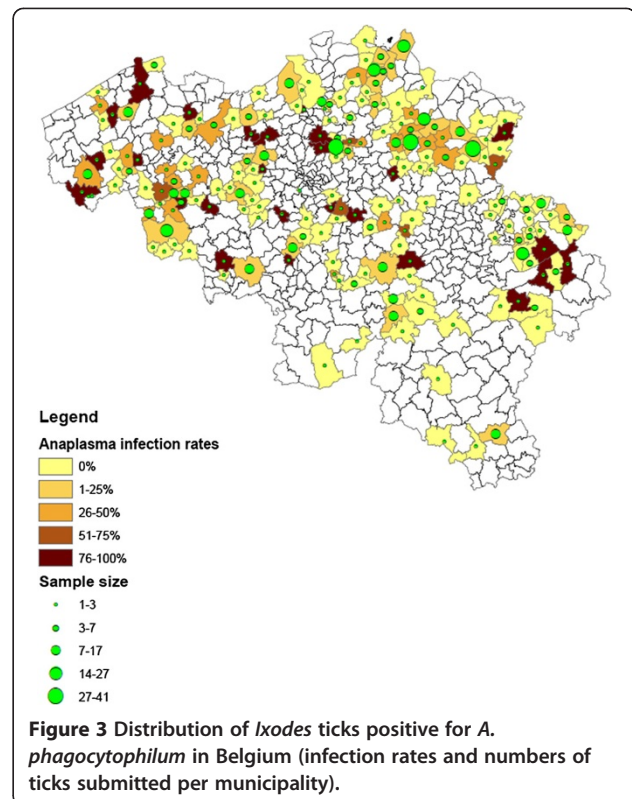 Legend
Anaplasma infection rates
0%
1-25%
26-50%
51-75%
76-100%
Sample size
1-3
3-7
7-17
14-27
27-41
Figure 3 Distribution of Ixodes ticks positive for A.
phagocytophilum in Belgium (infection rates and numbers of
ticks submitted per municipality).